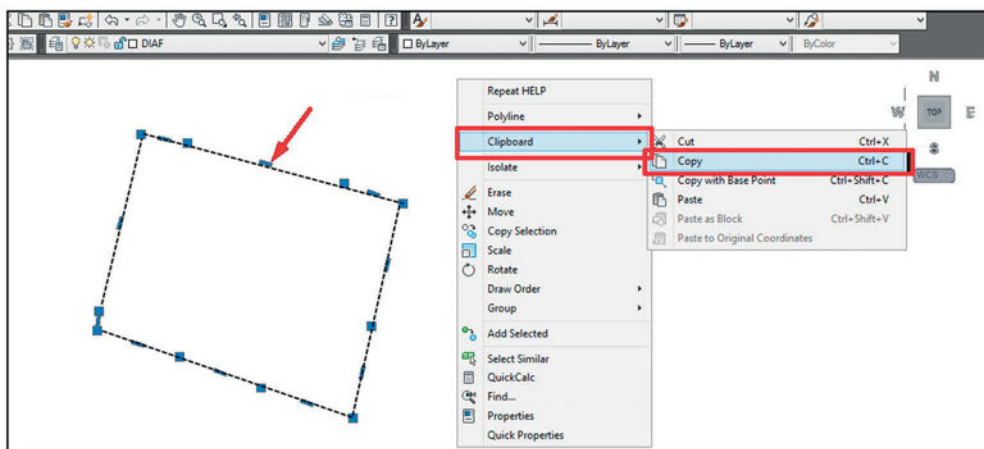 DIAF
ByLayer
ByLayer
ByLayer
ByColor
Repeat HELP
Polyline
Clipboard
Isolate
Erase
Move
Copy Selection
Scale
Rotate
Draw Order
Group
Add Selected
Select Similar
QuickCalc
Find...
Properties
Quick Properties
Cut Ctrl+X
Copy Ctrl+C
Copy with Base Point Ctrl+Shift+C
Paste Ctrl+V
Paste as Block Ctrl+Shift+V
Paste to Original Coordinates
N
W TOP E
S
WCS